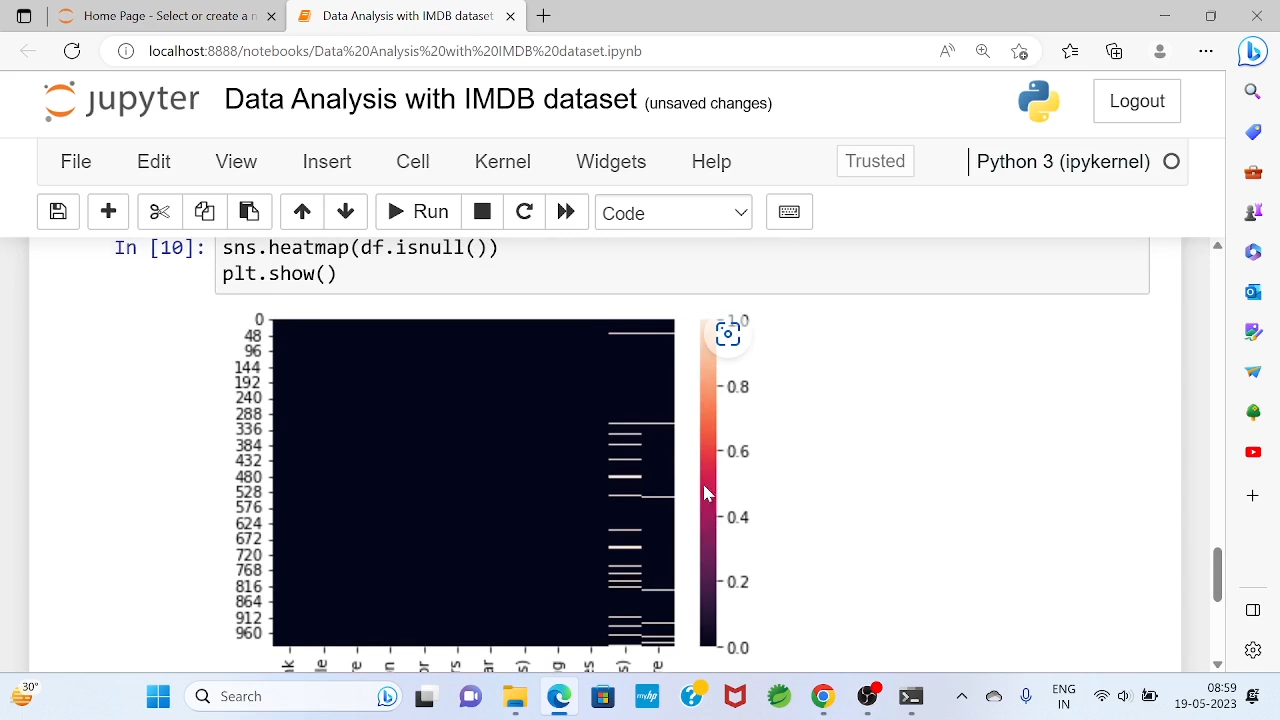 Home Page - Select or create a
Data Analysis with IMDB dataset
localhost:8888/notebooks/Data%20Analysis%20with%20IMDB%20dataset.ipynb
jupyter Data Analysis with IMDB dataset (unsaved changes) Logout
File Edit View Insert Cell Kernel Widgets Help Trusted Python 3 (ipykernel)
Run Code
In [10]: sns.heatmap(df.isnull())
plt.show()
0
48
96
144
192
240
288
336
384
432
480
528
576
624
672
720
768
816
864
912
960
1.0
0.8
0.6
0.4
0.2
0.0
30°
Search
myhp
ENG
IN
08:59
19-05-2023